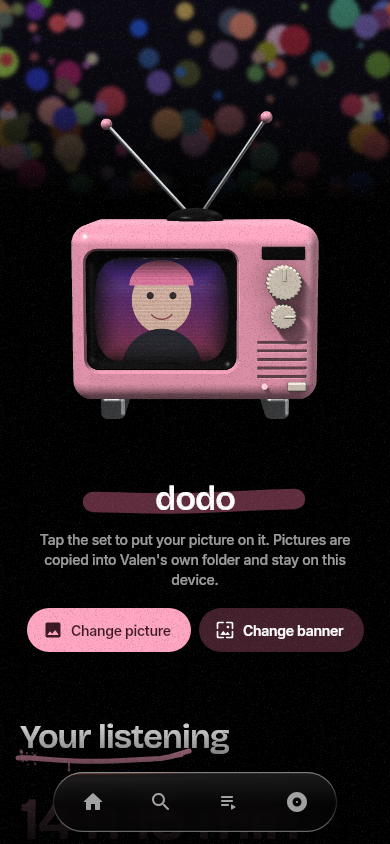 dodo
Tap the set to put your picture on it. Pictures are
copied into Valen's own folder and stay on this
device.
Change picture
Change banner
Your listening